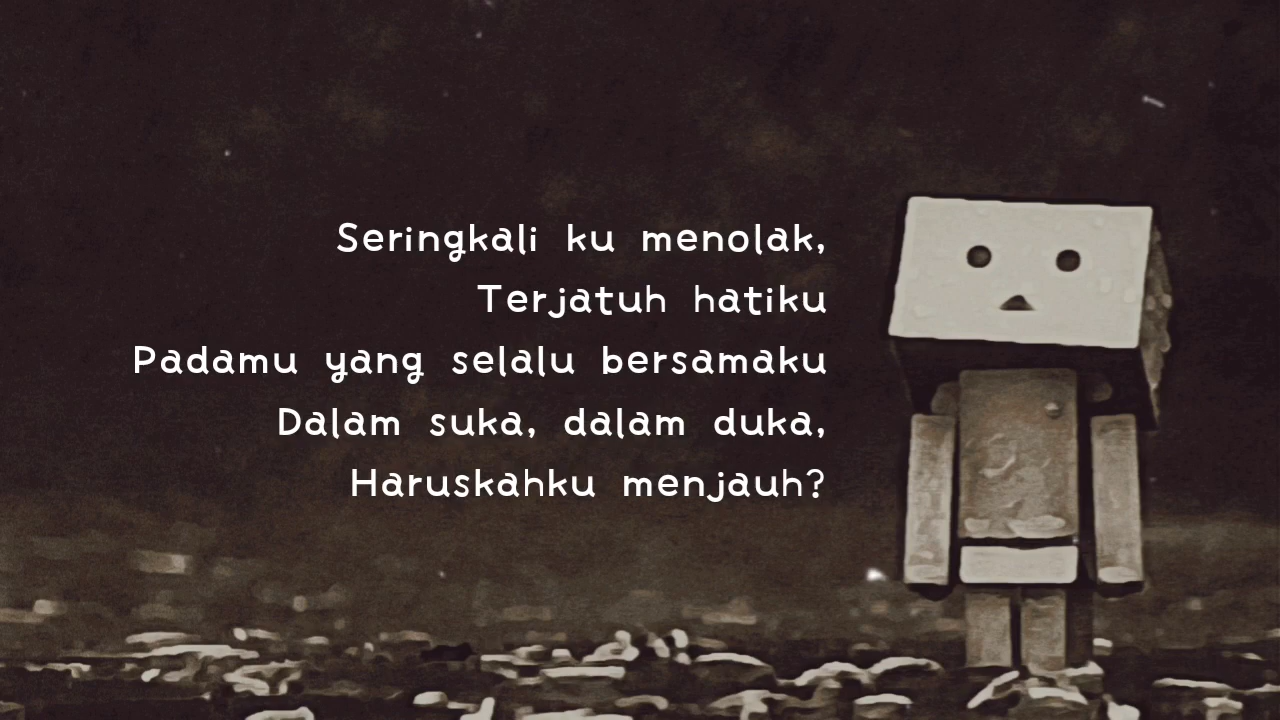 Seringkali ku menolak,
Terjatuh hatiku
Padamu yang selalu bersamaku
Dalam suka, dalam duka,
Haruskahku menjauh?